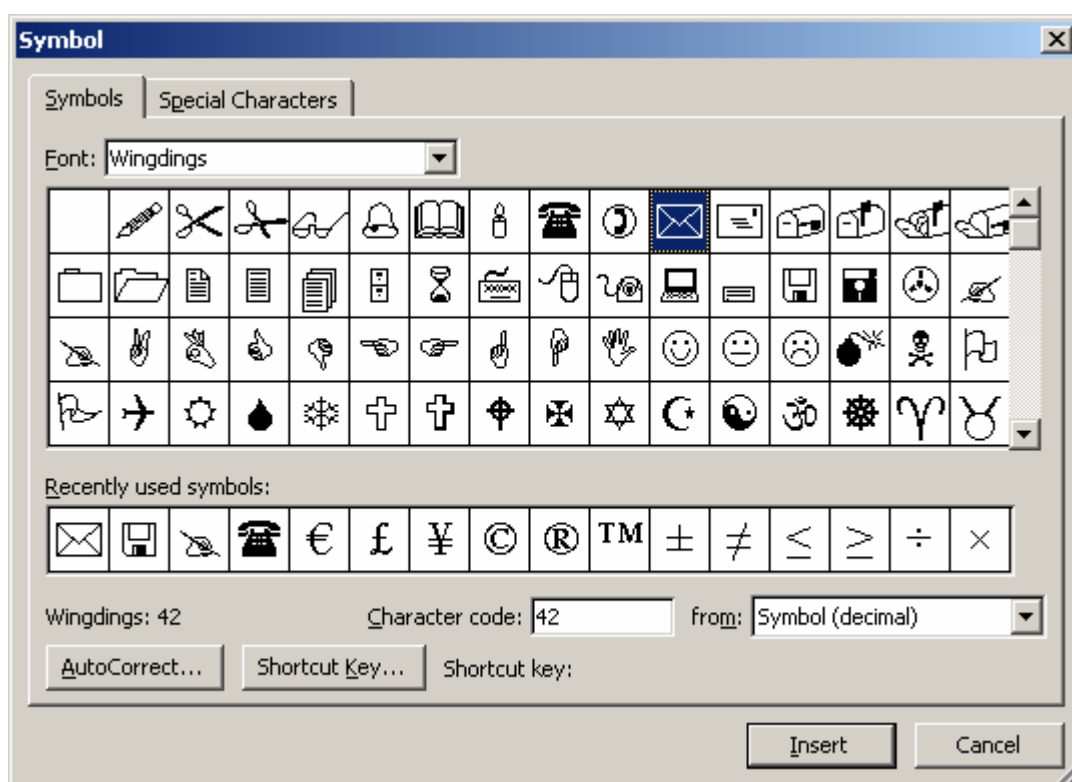 Symbol
Symbols Special Characters
Font: Wingdings
Recently used symbols:
€ £ ¥ © ® TM ± ≠ ≤ ≥ ÷ ×
Wingdings: 42 Character code: 42 from: Symbol (decimal)
AutoCorrect... Shortcut Key... Shortcut key:
Insert Cancel